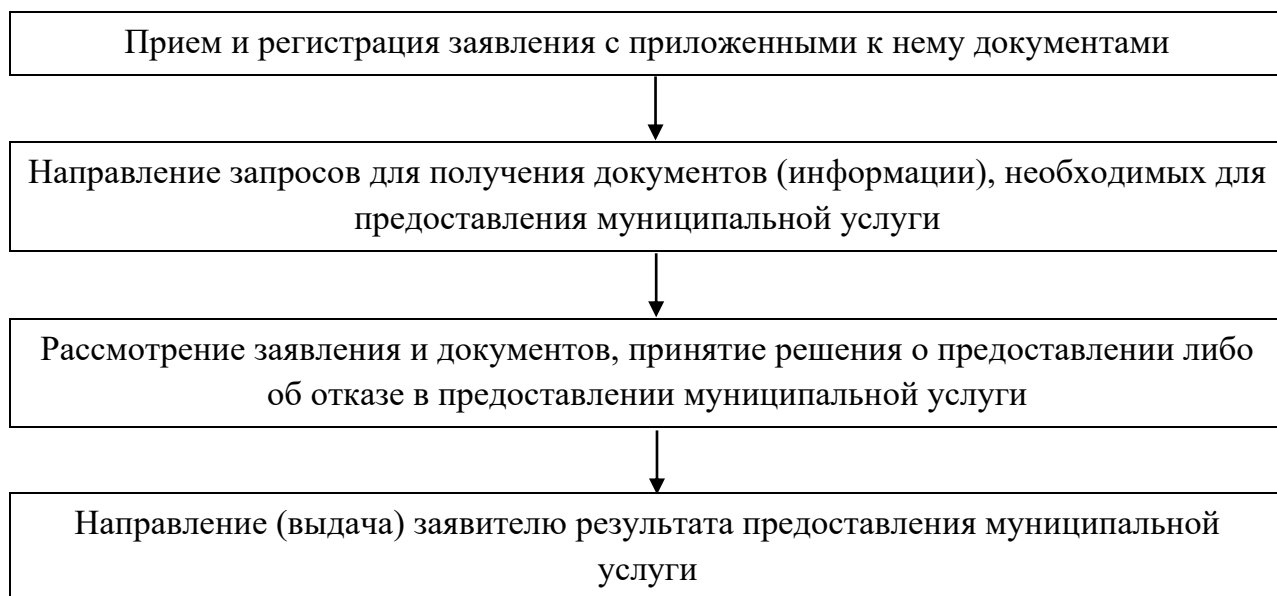 Прием и регистрация заявления с приложенными к нему документами
Направление запросов для получения документов (информации), необходимых для
предоставления муниципальной услуги
Рассмотрение заявления и документов, принятие решения о предоставлении либо
об отказе в предоставлении муниципальной услуги
Направление (выдача) заявителю результата предоставления муниципальной
услуги